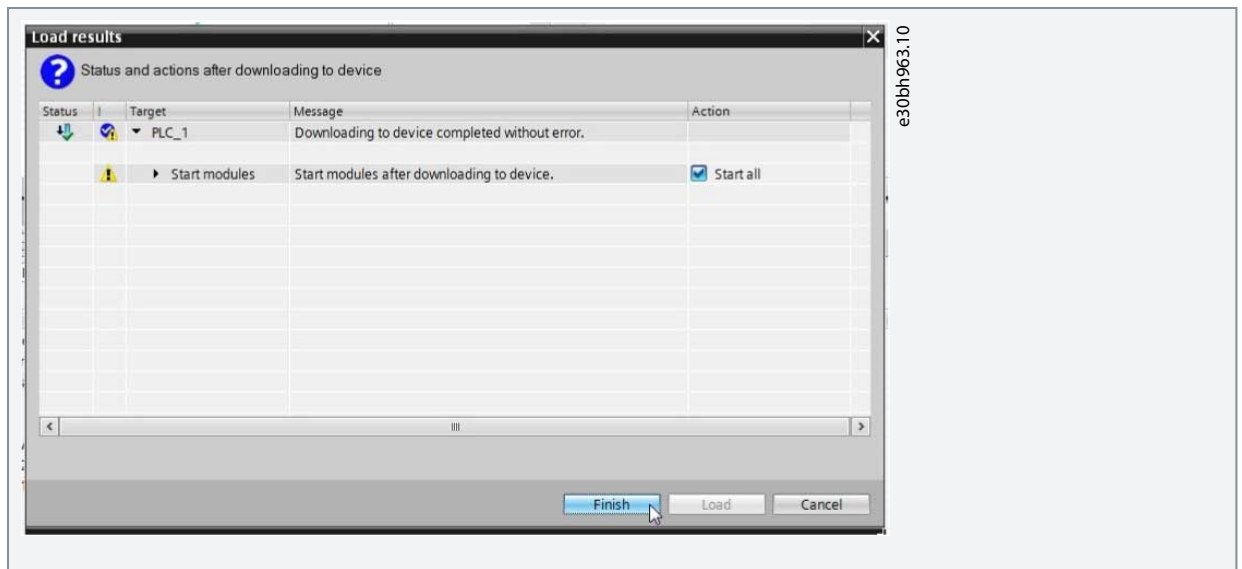 Load results
Status and actions after downloading to device
Status ! Target Message Action
PLC_1 Downloading to device completed without error.
Start modules Start modules after downloading to device. Start all
Finish Load Cancel
e30bh963.10